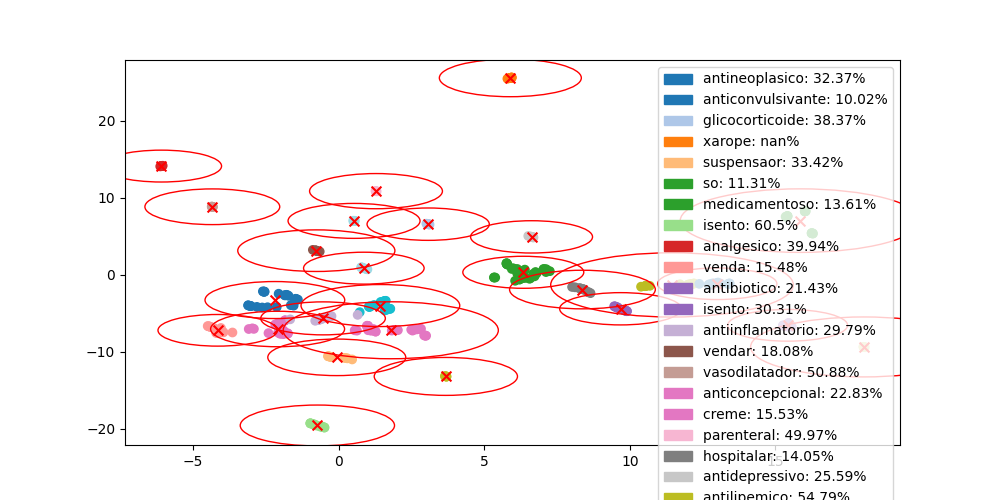 antineoplasico: 32.37%
anticonvulsivante: 10.02%
glicocorticoide: 38.37%
xarope: nan%
suspensaor: 33.42%
so: 11.31%
medicamentoso: 13.61%
isento: 60.5%
analgesico: 39.94%
venda: 15.48%
antibiotico: 21.43%
isento: 30.31%
antiinflamatorio: 29.79%
vendar: 18.08%
vasodilatador: 50.88%
anticoncepcional: 22.83%
creme: 15.53%
parenteral: 49.97%
hospitalar: 14.05%
antidepressivo: 25.59%
antilipemico: 54.79%
20
10
0
−10
−20
−5
0
5
10
15